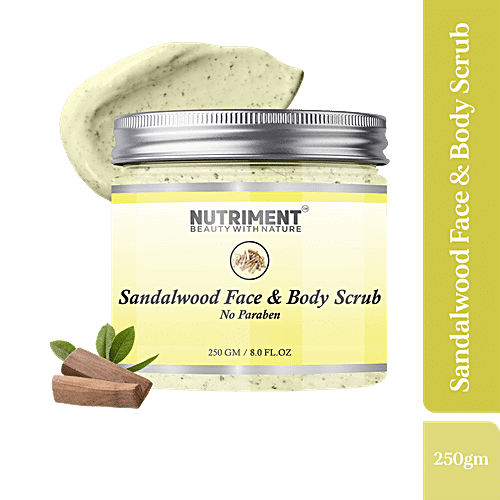 NUTRIMENT™
BEAUTY WITH NATURE
Sandalwood Face & Body Scrub
No Paraben
250 GM / 8.0 FL.OZ
Sandalwood Face & Body Scrub
250gm